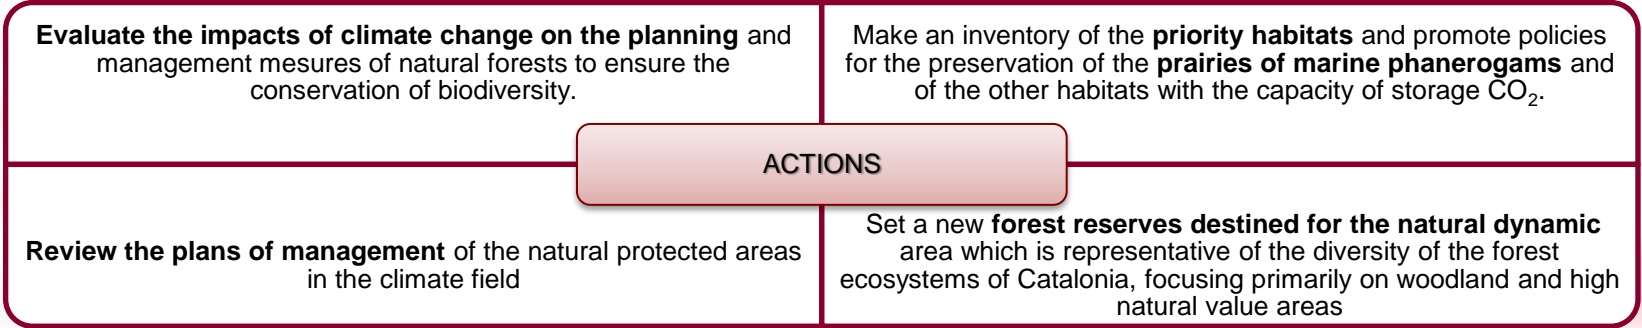 Evaluate the impacts of climate change on the planning and
management mesures of natural forests to ensure the
conservation of biodiversity.
Make an inventory of the priority habitats and promote policies
for the preservation of the prairies of marine phanerogams and
of the other habitats with the capacity of storage CO₂.
ACTIONS
Review the plans of management of the natural protected areas
in the climate field
Set a new forest reserves destined for the natural dynamic
area which is representative of the diversity of the forest
ecosystems of Catalonia, focusing primarily on woodland and high
natural value areas